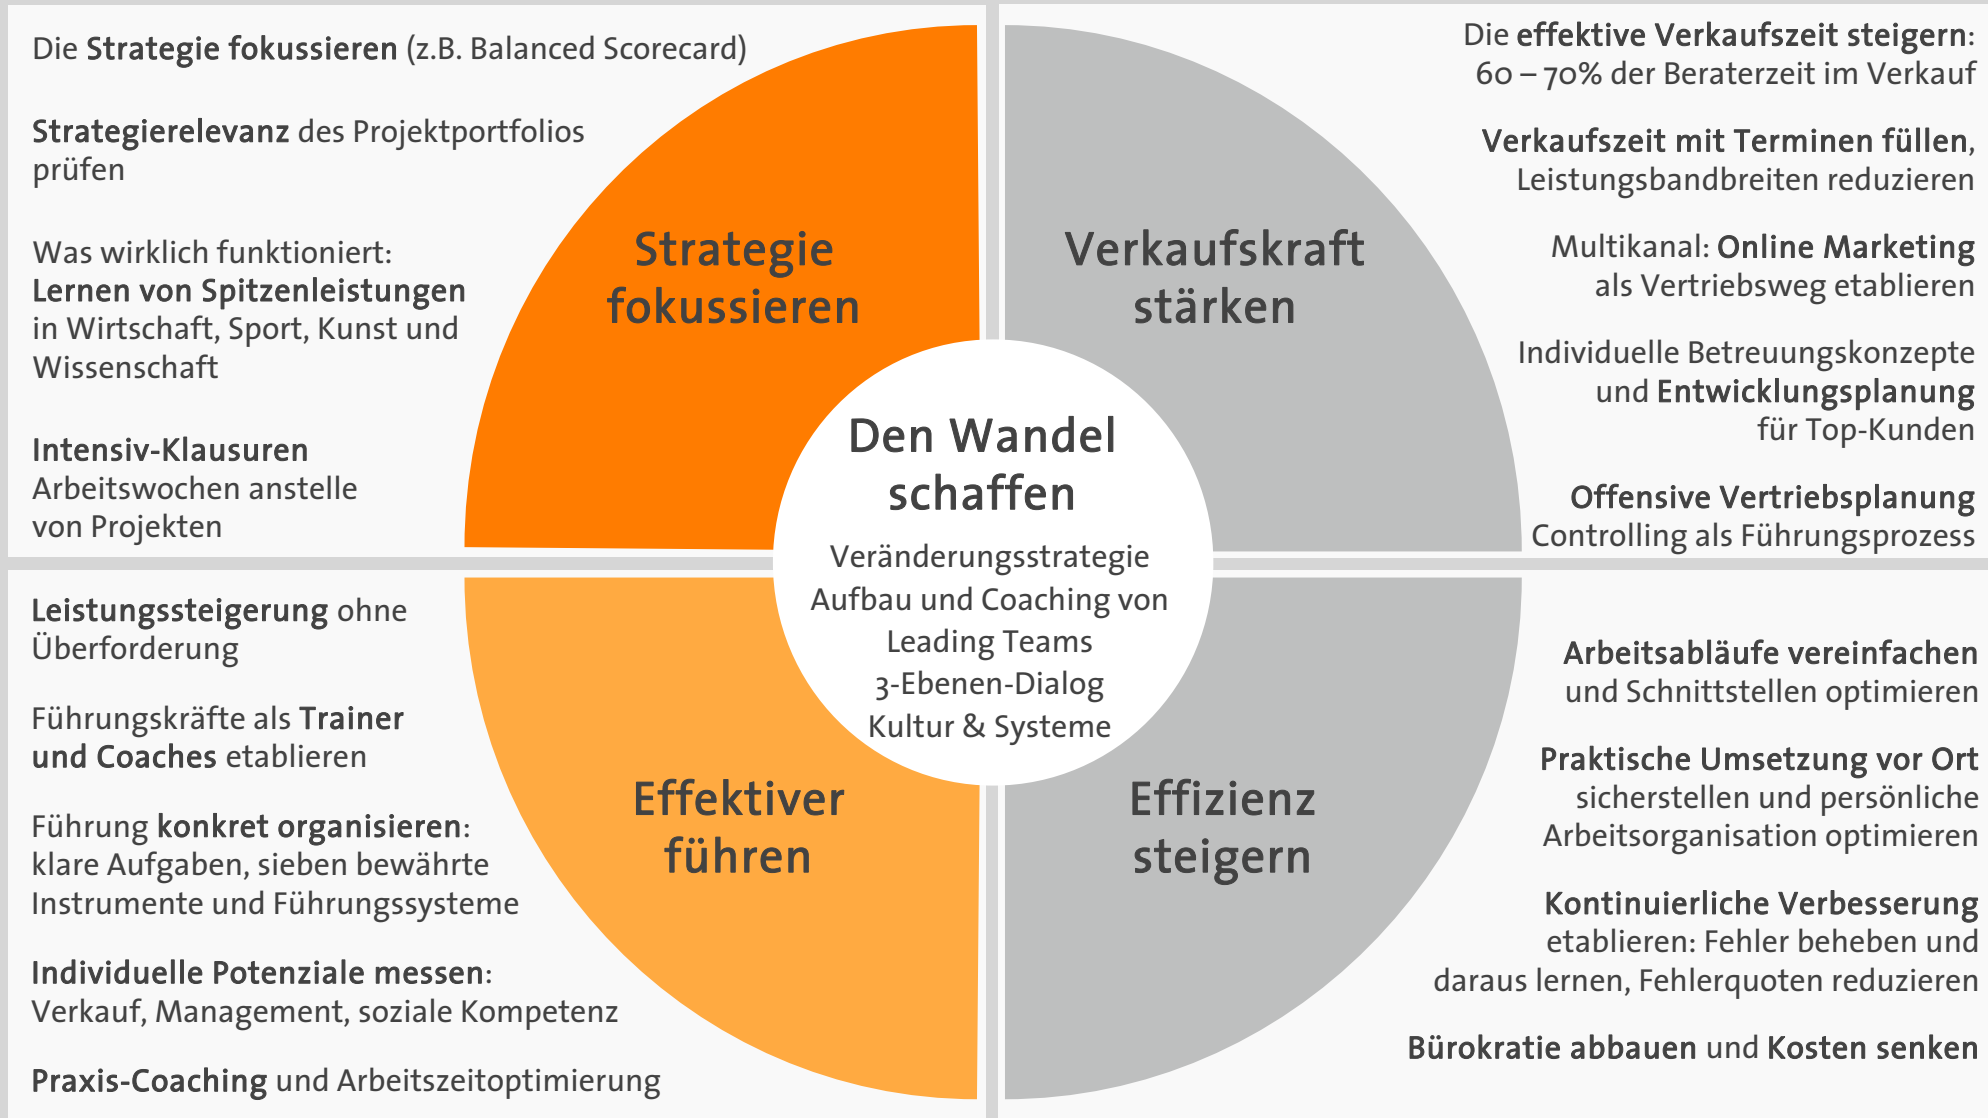 Die Strategie fokussieren (z.B. Balanced Scorecard)
Strategierelevanz des Projektportfolios
prüfen
Was wirklich funktioniert:
Lernen von Spitzenleistungen
in Wirtschaft, Sport, Kunst und
Wissenschaft
Intensiv-Klausuren
Arbeitswochen anstelle
von Projekten
Strategie
fokussieren
Verkaufskraft
stärken
Die effektive Verkaufszeit steigern:
60 – 70% der Beraterzeit im Verkauf
Verkaufszeit mit Terminen füllen,
Leistungsbandbreiten reduzieren
Multikanal: Online Marketing
als Vertriebsweg etablieren
Individuelle Betreuungskonzepte
und Entwicklungsplanung
für Top-Kunden
Offensive Vertriebsplanung
Controlling als Führungsprozess
Den Wandel
schaffen
Veränderungsstrategie
Aufbau und Coaching von
Leading Teams
3-Ebenen-Dialog
Kultur & Systeme
Leistungssteigerung ohne
Überforderung
Führungskräfte als Trainer
und Coaches etablieren
Führung konkret organisieren:
klare Aufgaben, sieben bewährte
Instrumente und Führungssysteme
Individuelle Potenziale messen:
Verkauf, Management, soziale Kompetenz
Praxis-Coaching und Arbeitszeitoptimierung
Effektiver
führen
Effizienz
steigern
Arbeitsabläufe vereinfachen
und Schnittstellen optimieren
Praktische Umsetzung vor Ort
sicherstellen und persönliche
Arbeitsorganisation optimieren
Kontinuierliche Verbesserung
etablieren: Fehler beheben und
daraus lernen, Fehlerquoten reduzieren
Bürokratie abbauen und Kosten senken